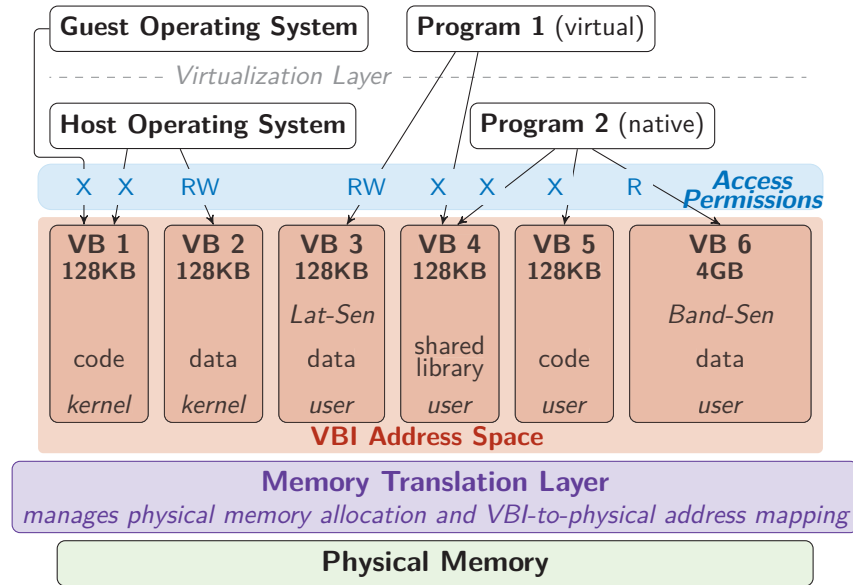 Guest Operating System
Program 1 (virtual)
Virtualization Layer
Host Operating System
Program 2 (native)
X X RW RW X X X R
Access
Permissions
VB 1
128KB
code
kernel
VB 2
128KB
data
kernel
VB 3
128KB
Lat-Sen
data
user
VB 4
128KB
shared
library
user
VB 5
128KB
code
user
VB 6
4GB
Band-Sen
data
user
VBI Address Space
Memory Translation Layer
manages physical memory allocation and VBI-to-physical address mapping
Physical Memory